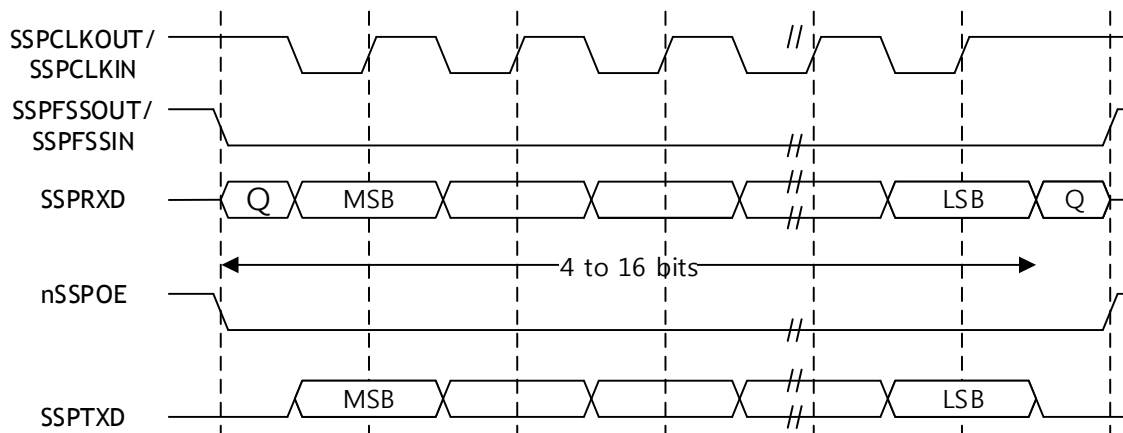 SSPCLKOUT/
SSPCLKIN
SSPFSSOUT/
SSPFSSIN
SSPRXD Q MSB LSB Q
4 to 16 bits
nSSPOE
SSPTXD MSB LSB